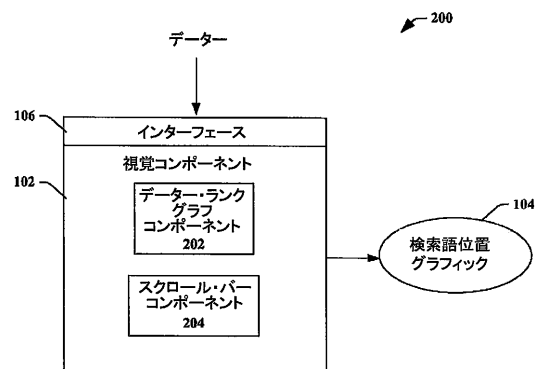 データー
200
106
インターフェース
102
視覚コンポーネント
データー・ランク
グラフ
コンポーネント
202
スクロール・バー
コンポーネント
204
104
検索語位置
グラフィック